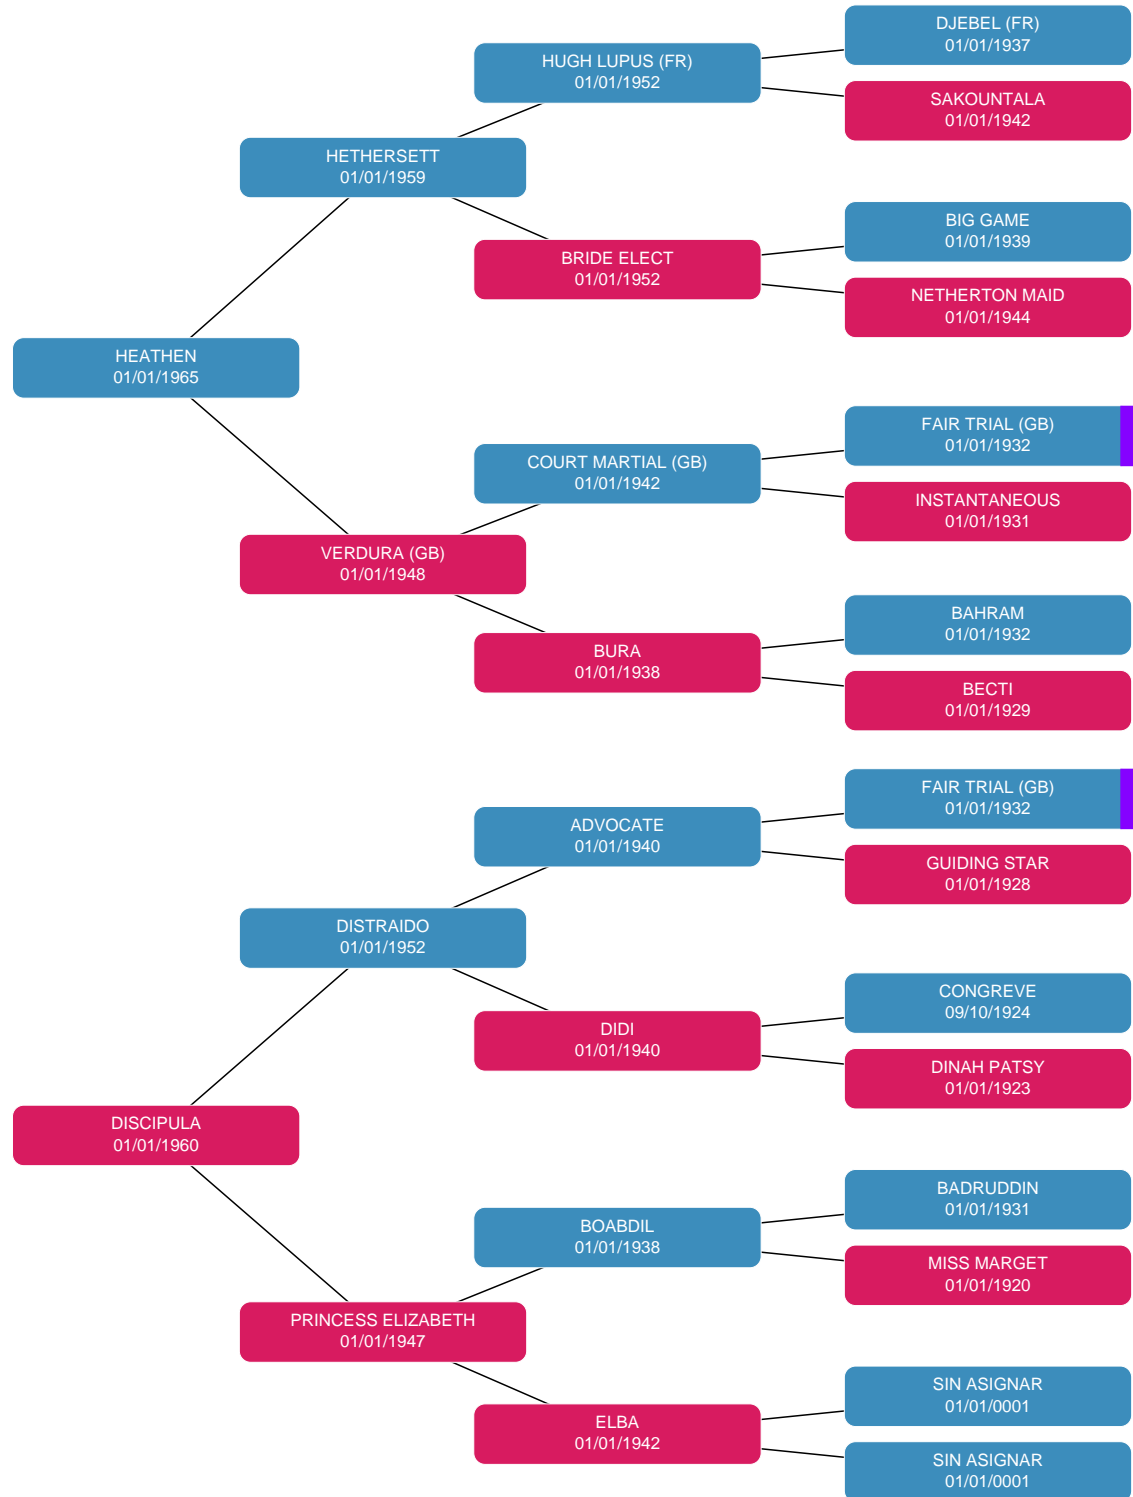 DJEBEL (FR)
01/01/1937
HUGH LUPUS (FR)
01/01/1952
SAKOUNTALA
01/01/1942
HETHERSETT
01/01/1959
BIG GAME
01/01/1939
BRIDE ELECT
01/01/1952
NETHERTON MAID
01/01/1944
HEATHEN
01/01/1965
FAIR TRIAL (GB)
01/01/1932
COURT MARTIAL (GB)
01/01/1942
INSTANTANEOUS
01/01/1931
VERDURA (GB)
01/01/1948
BAHRAM
01/01/1932
BURA
01/01/1938
BECTI
01/01/1929
FAIR TRIAL (GB)
01/01/1932
ADVOCATE
01/01/1940
GUIDING STAR
01/01/1928
DISTRAIDO
01/01/1952
CONGREVE
09/10/1924
DIDI
01/01/1940
DINAH PATSY
01/01/1923
DISCIPULA
01/01/1960
BADRUDDIN
01/01/1931
BOABDIL
01/01/1938
MISS MARGET
01/01/1920
PRINCESS ELIZABETH
01/01/1947
SIN ASIGNAR
01/01/0001
ELBA
01/01/1942
SIN ASIGNAR
01/01/0001